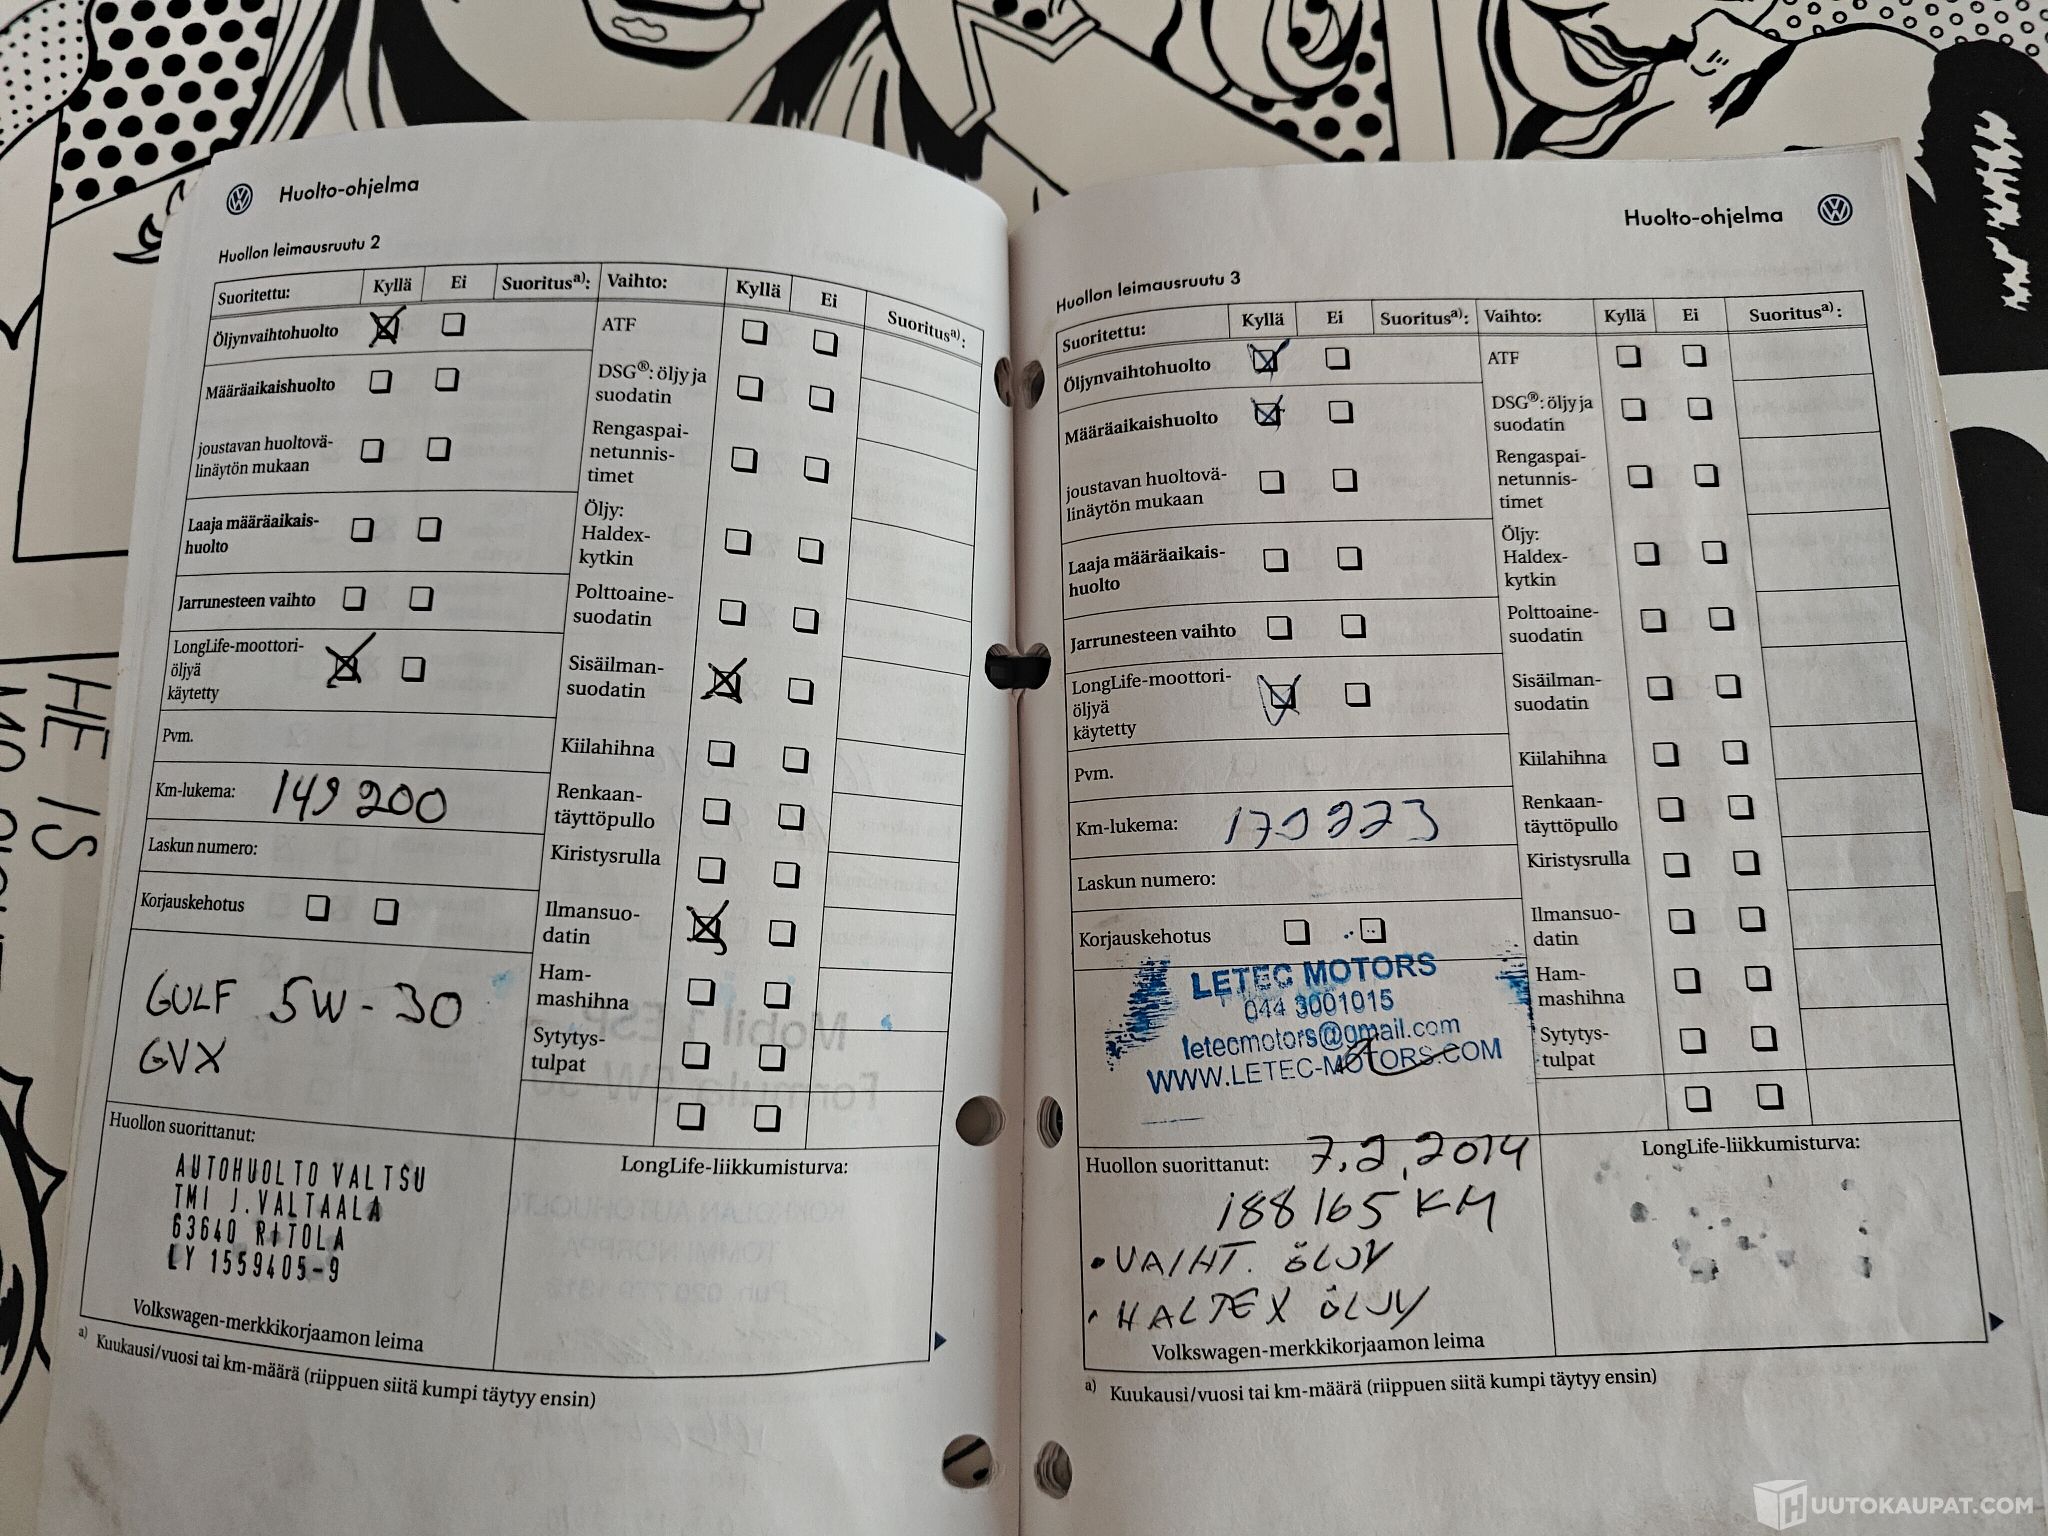 Huolto-ohjelma
Huollon leimausruutu 2
Suoritettu: Kyllä Ei Suoritus a): Vaihto: Kyllä Ei Suoritus a):
Öljynvaihtohuolto
Määräaikaishuolto
joustavan huoltovä-
linäytön mukaan
Laaja määräaikais-
huolto
Jarrunesteen vaihto
LongLife-moottori-
öljyä
käytetty
Pvm.
Km-lukema: 149 200
Laskun numero:
Korjauskehotus
GULF 5W-30
GVX
ATF
DSG®: öljy ja
suodatin
Rengaspai-
netunnis-
timet
Öljy:
Haldex-
kytkin
Polttoaine-
suodatin
Sisäilman-
suodatin
Kiilahihna
Renkaan-
täyttöpullo
Kiristysrulla
Ilmansuo-
datin
Ham-
mashihna
Sytytys-
tulpat
Huollon suorittanut:
AUTOHUOLTO VALTSU
TMI J.VALTAALA
63640 RITOLA
LY 1559405-9
Volkswagen-merkkikorjaamon leima
LongLife-liikkumisturva:
a) Kuukausi/vuosi tai km-määrä (riippuen siitä kumpi täytyy ensin)
Huolto-ohjelma
Huollon leimausruutu 3
Suoritettu: Kyllä Ei Suoritus a): Vaihto: Kyllä Ei Suoritus a):
Öljynvaihtohuolto
Määräaikaishuolto
joustavan huoltovä-
linäytön mukaan
Laaja määräaikais-
huolto
Jarrunesteen vaihto
LongLife-moottori-
öljyä
käytetty
Pvm.
Km-lukema:
Laskun numero:
Korjauskehotus
LETEC MOTORS
044 3001015
letecmotors@gmail.com
WWW.LETEC-MOTORS.COM
ATF
DSG®: öljy ja
suodatin
Rengaspai-
netunnis-
timet
Öljy:
Haldex-
kytkin
Polttoaine-
suodatin
Sisäilman-
suodatin
Kiilahihna
Renkaan-
täyttöpullo
Kiristysrulla
Ilmansuo-
datin
Ham-
mashihna
Sytytys-
tulpat
Huollon suorittanut: 7.2.2014
188165 KM
• VAIHT. ÖLJY
• HALTEX ÖLJY
Volkswagen-merkkikorjaamon leima
LongLife-liikkumisturva:
a) Kuukausi/vuosi tai km-määrä (riippuen siitä kumpi täytyy ensin)
HE IS
HUUTOKAUPAT.COM